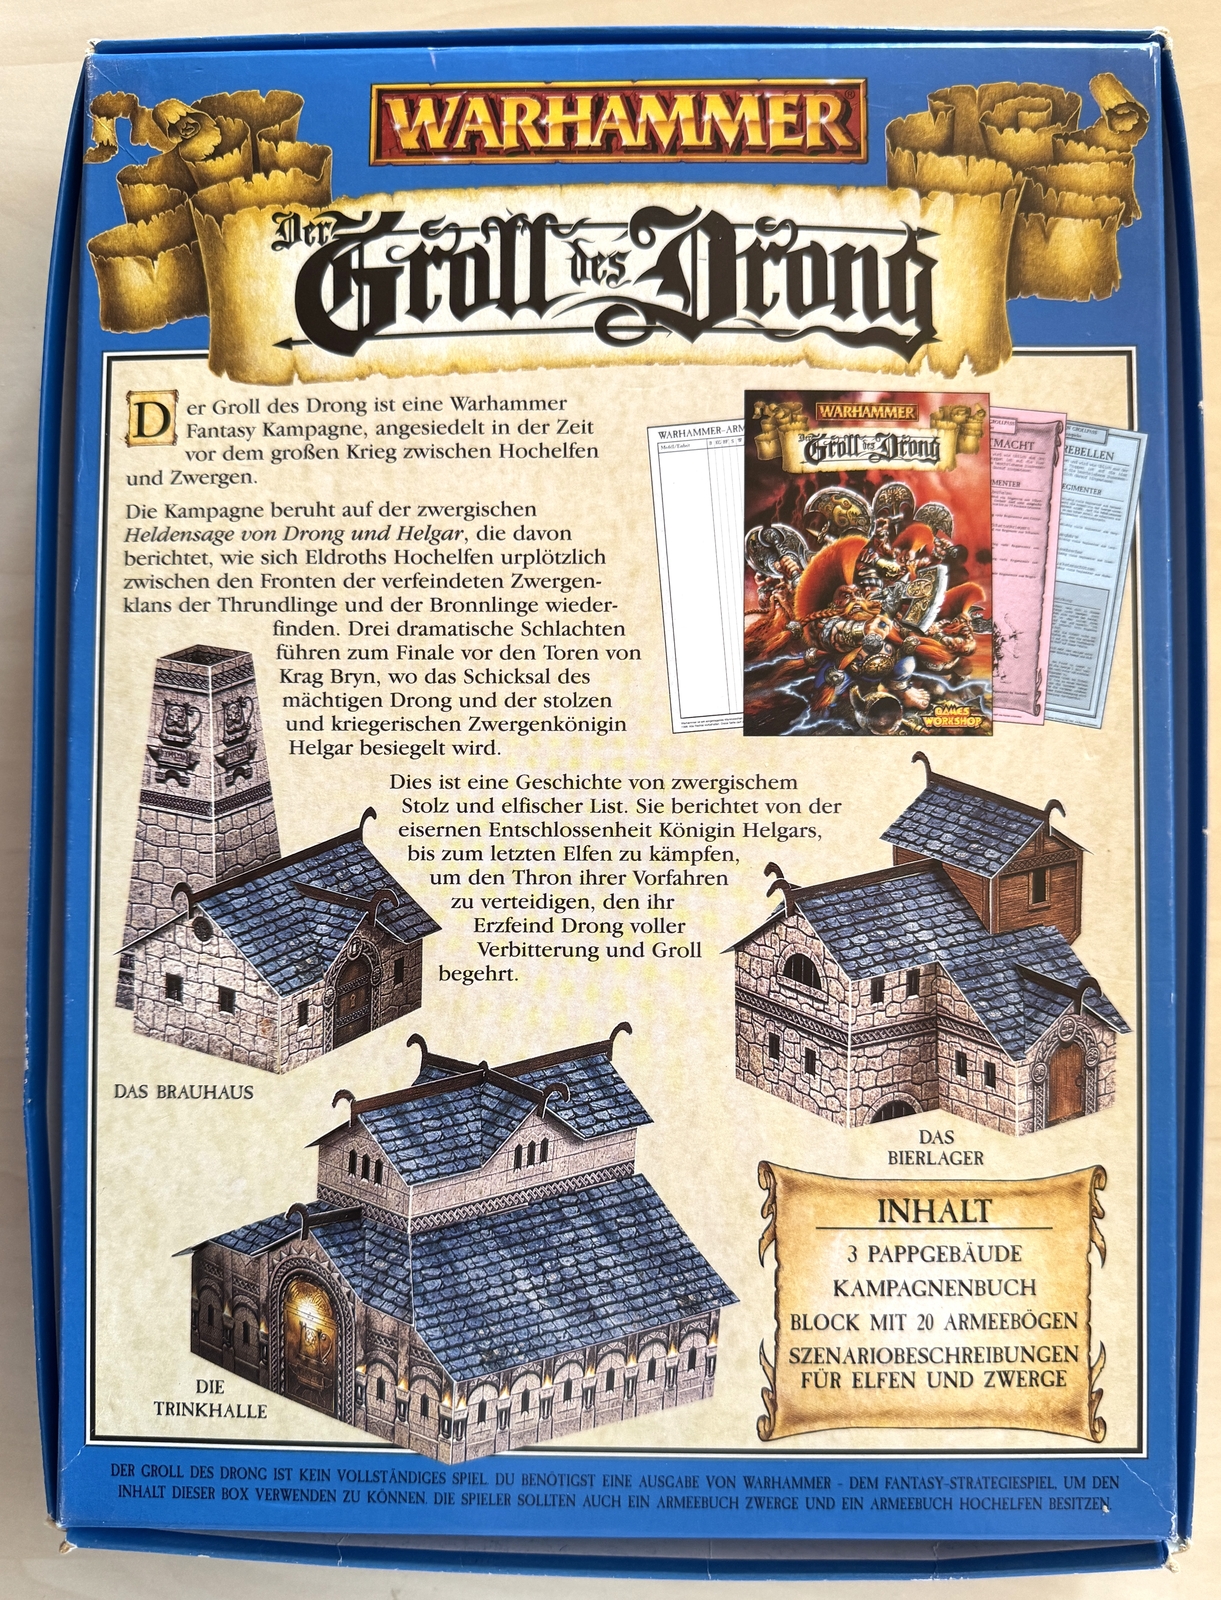 WARHAMMER
Der Groll des Drong
Der Groll des Drong ist eine Warhammer
Fantasy Kampagne, angesiedelt in der Zeit
vor dem großen Krieg zwischen Hochelfen
und Zwergen.
Die Kampagne beruht auf der zwergischen
Heldensage von Drong und Helgar, die davon
berichtet, wie sich Eldroths Hochelfen urplötzlich
zwischen den Fronten der verfeindeten Zwergen-
klans der Thrundlinge und der Bronnlinge wieder-
finden. Drei dramatische Schlachten
führen zum Finale vor den Toren von
Krag Bryn, wo das Schicksal des
mächtigen Drong und der stolzen
und kriegerischen Zwergenkönigin
Helgar besiegelt wird.
Dies ist eine Geschichte von zwergischem
Stolz und elfischer List. Sie berichtet von der
eisernen Entschlossenheit Königin Helgars,
bis zum letzten Elfen zu kämpfen,
um den Thron ihrer Vorfahren
zu verteidigen, den ihr
Erzfeind Drong voller
Verbitterung und Groll
begehrt.
WARHAMMER-ARM
WARHAMMER
Der Groll des Drong
GAMES
WORKSHOP
TMACHT
REBELLEN
DAS BRAUHAUS
DAS
BIERLAGER
DIE
TRINKHALLE
INHALT
3 PAPPGEBÄUDE
KAMPAGNENBUCH
BLOCK MIT 20 ARMEEBÖGEN
SZENARIOBESCHREIBUNGEN
FÜR ELFEN UND ZWERGE
DER GROLL DES DRONG IST KEIN VOLLSTÄNDIGES SPIEL. DU BENÖTIGST EINE AUSGABE VON WARHAMMER - DEM FANTASY-STRATEGIESPIEL, UM DEN
INHALT DIESER BOX VERWENDEN ZU KÖNNEN. DIE SPIELER SOLLTEN AUCH EIN ARMEEBUCH ZWERGE UND EIN ARMEEBUCH HOCHELFEN BESITZEN.